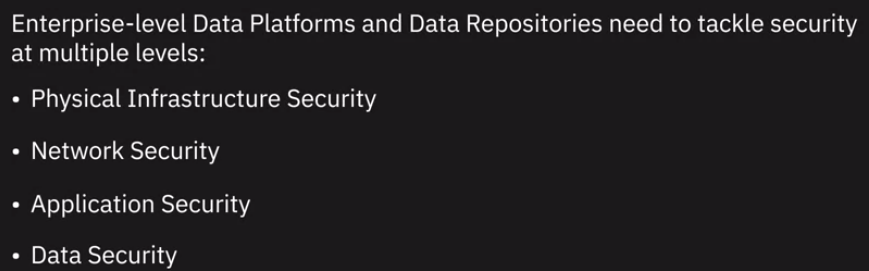 Enterprise-level Data Platforms and Data Repositories need to tackle security
at multiple levels:
• Physical Infrastructure Security
• Network Security
• Application Security
• Data Security